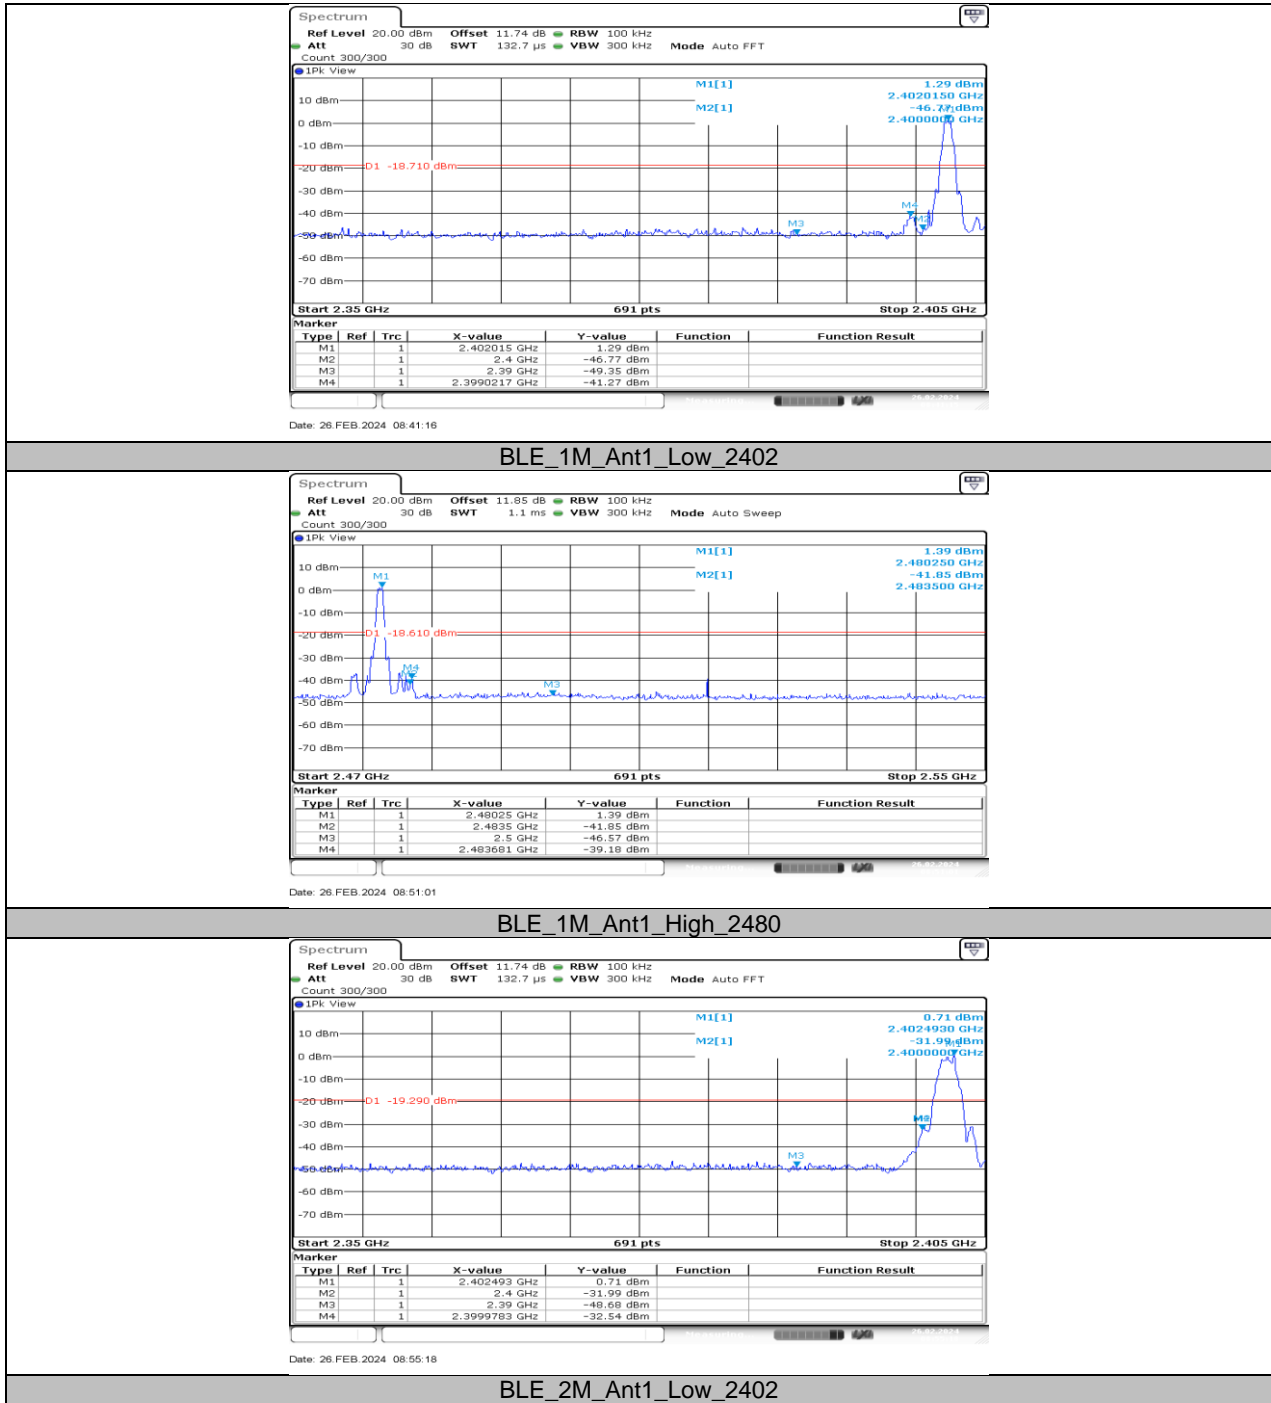 Spectrum
Ref Level 20.00 dBm Offset 11.74 dB RBW 100 kHz
Att 30 dB SWT 132.7 µs VBW 300 kHz Mode Auto FFT
Count 300/300
1Pk View
M1[1] 1.29 dBm
2.4020150 GHz
M2[1] -46.77 dBm
2.4000000 GHz
10 dBm
0 dBm
-10 dBm
-20 dBm
D1 -18.710 dBm
-30 dBm
-40 dBm
-50 dBm
-60 dBm
-70 dBm
M1
M4
M2
M3
Start 2.35 GHz 691 pts Stop 2.405 GHz
Marker
Type Ref Trc X-value Y-value Function Function Result
M1 1 2.402015 GHz 1.29 dBm
M2 1 2.4 GHz -46.77 dBm
M3 1 2.39 GHz -49.35 dBm
M4 1 2.3990217 GHz -41.27 dBm
Date: 26.FEB.2024 08:41:16
BLE_1M_Ant1_Low_2402
Spectrum
Ref Level 20.00 dBm Offset 11.85 dB RBW 100 kHz
Att 30 dB SWT 1.1 ms VBW 300 kHz Mode Auto Sweep
Count 300/300
1Pk View
M1[1] 1.39 dBm
2.480250 GHz
M2[1] -41.85 dBm
2.483500 GHz
10 dBm
M1
0 dBm
-10 dBm
-20 dBm
D1 -18.610 dBm
-30 dBm
M4
-40 dBm
M3
-50 dBm
-60 dBm
-70 dBm
Start 2.47 GHz 691 pts Stop 2.55 GHz
Marker
Type Ref Trc X-value Y-value Function Function Result
M1 1 2.48025 GHz 1.39 dBm
M2 1 2.4835 GHz -41.85 dBm
M3 1 2.5 GHz -46.57 dBm
M4 1 2.483681 GHz -39.18 dBm
Date: 26.FEB.2024 08:51:01
BLE_1M_Ant1_High_2480
Spectrum
Ref Level 20.00 dBm Offset 11.74 dB RBW 100 kHz
Att 30 dB SWT 132.7 µs VBW 300 kHz Mode Auto FFT
Count 300/300
1Pk View
M1[1] 0.71 dBm
2.4024930 GHz
M2[1] -31.99 dBm
2.4000000 GHz
10 dBm
M1
0 dBm
-10 dBm
-20 dBm
D1 -19.290 dBm
-30 dBm
-40 dBm
M3
-50 dBm
-60 dBm
-70 dBm
Start 2.35 GHz 691 pts Stop 2.405 GHz
Marker
Type Ref Trc X-value Y-value Function Function Result
M1 1 2.402493 GHz 0.71 dBm
M2 1 2.4 GHz -31.99 dBm
M3 1 2.39 GHz -48.68 dBm
M4 1 2.3999783 GHz -32.54 dBm
Date: 26.FEB.2024 08:55:18
BLE_2M_Ant1_Low_2402